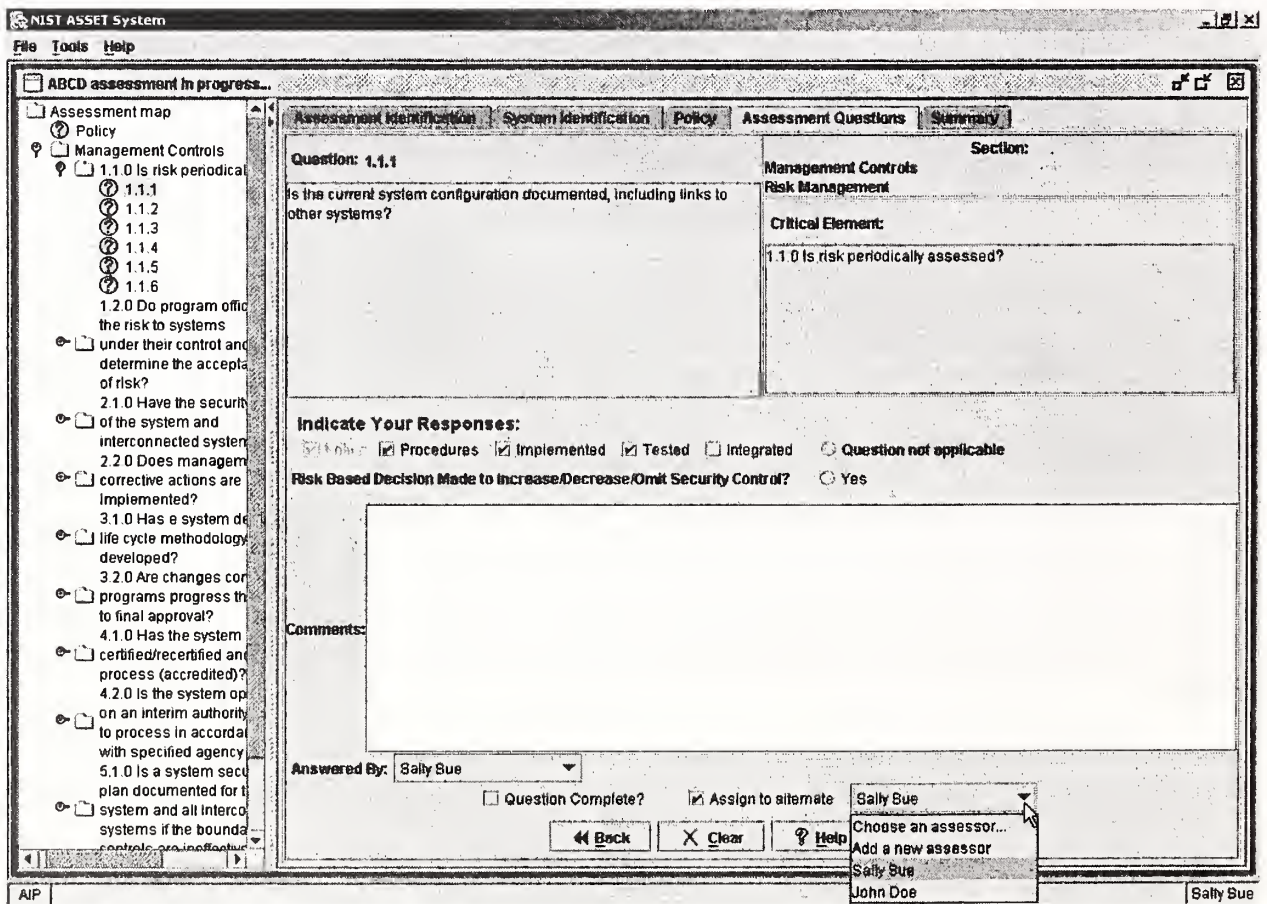 NIST ASSET System
File Tools Help
ABCD assessment in progress...
Assessment map
Policy
Management Controls
1.1.0 Is risk periodical
1.1.1
1.1.2
1.1.3
1.1.4
1.1.5
1.1.6
1.2.0 Do program offic
the risk to systems
under their control and
determine the accepta
of risk?
2.1.0 Have the securit
of the system and
interconnected system
2.2.0 Does managem
corrective actions are
Implemented?
3.1.0 Has e system de
life cycle methodology
developed?
3.2.0 Are changes cor
programs progress th
to final approval?
4.1.0 Has the system
certified/recertified and
process (accredited)?
4.2.0 Is the system op
on an interim authority
to process in accorda
with specified agency
5.1.0 Is a system secu
plan documented for t
system and all interco
systems if the bounda
controls are ineffective
Assessment Identification System Identification Policy Assessment Questions Summary
Question: 1.1.1
Is the current system configuration documented, including links to
other systems?
Section:
Management Controls
Risk Management
Critical Element:
1.1.0 Is risk periodically assessed?
Indicate Your Responses:
Policy Procedures Implemented Tested Integrated Question not applicable
Risk Based Decision Made to Increase/Decrease/Omit Security Control? Yes
Comments:
Answered By: Sally Sue
Question Complete? Assign to alternate Sally Sue
Back Clear Help
Choose an assessor...
Add a new assessor
Sally Sue
John Doe
AIP
Sally Sue